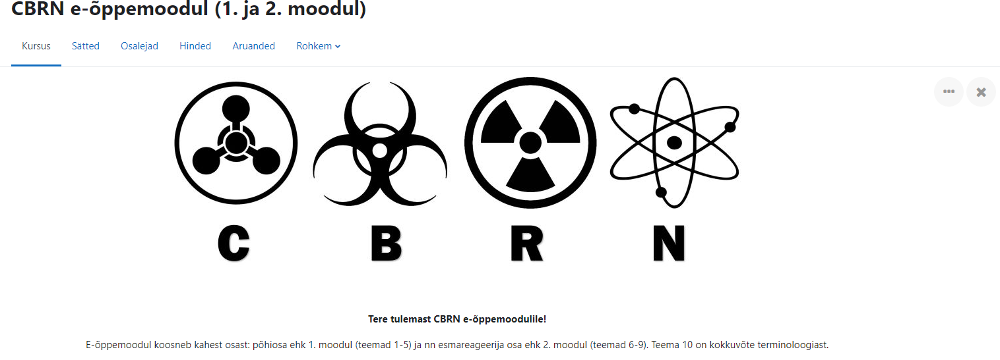 CBRN e-õppemoodul (1. ja 2. moodul)
Kursus Sätted Osalejad Hinded Aruanded Rohkem
C B R N
Tere tulemast CBRN e-õppemoodulile!
E-õppemoodul koosneb kahest osast: põhiosa ehk 1. moodul (teemad 1-5) ja nn esmareageerija osa ehk 2. moodul (teemad 6-9). Teema 10 on kokkuvõte terminoloogiast.